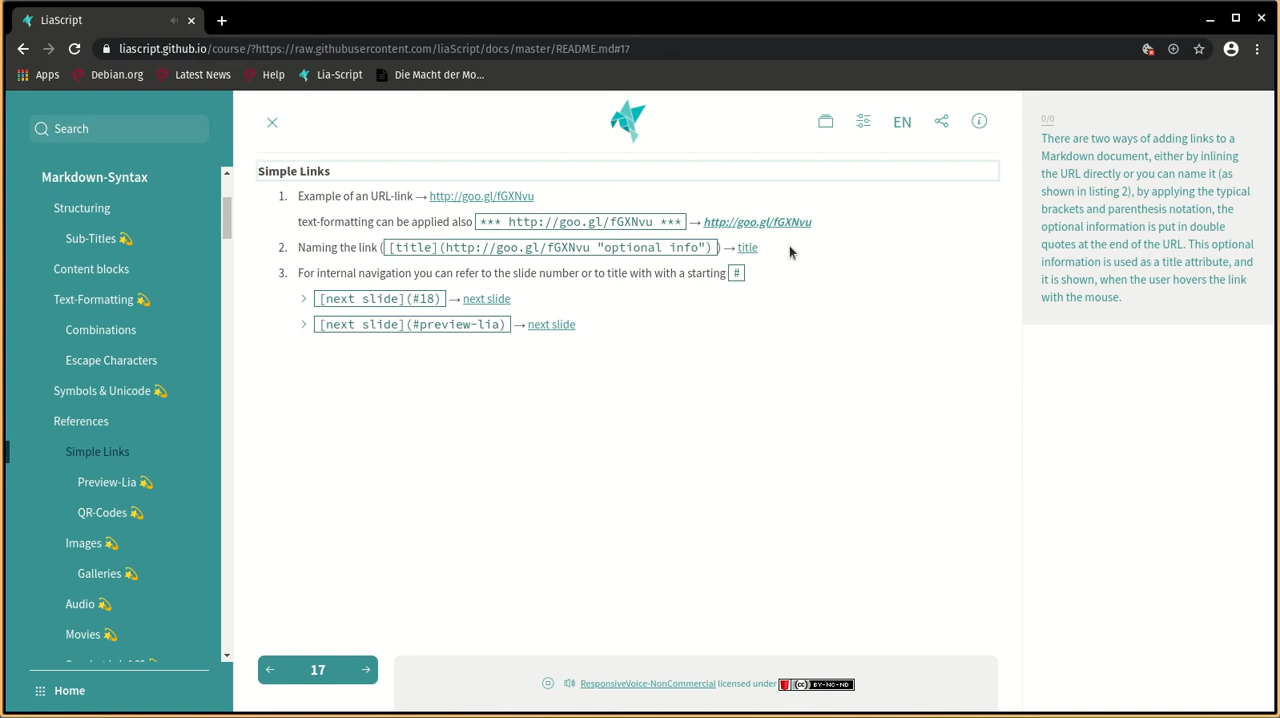 LiaScript
liascript.github.io/course/?https://raw.githubusercontent.com/liaScript/docs/master/README.md#17
Apps Debian.org Latest News Help Lia-Script Die Macht der Mo...
Search
Markdown-Syntax
Structuring
Sub-Titles
Content blocks
Text-Formatting
Combinations
Escape Characters
Symbols & Unicode
References
Simple Links
Preview-Lia
QR-Codes
Images
Galleries
Audio
Movies
Home
EN
Simple Links
1. Example of an URL-link → http://goo.gl/fGXNvu
text-formatting can be applied also *** http://goo.gl/fGXNvu *** → http://goo.gl/fGXNvu
2. Naming the link ( [title](http://goo.gl/fGXNvu "optional info") ) → title
3. For internal navigation you can refer to the slide number or to title with with a starting #
[next slide](#18) → next slide
[next slide](#preview-lia) → next slide
17
ResponsiveVoice-NonCommercial licensed under
BY-NC-ND
0/0
There are two ways of adding links to a
Markdown document, either by inlining
the URL directly or you can name it (as
shown in listing 2), by applying the typical
brackets and parenthesis notation, the
optional information is put in double
quotes at the end of the URL. This optional
information is used as a title attribute, and
it is shown, when the user hovers the link
with the mouse.